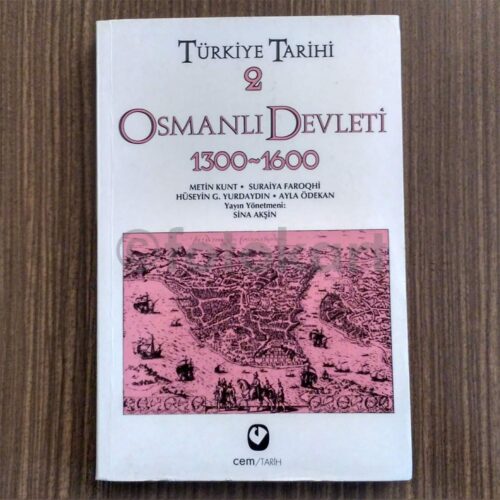 TÜRKİYE TARİHİ
2
OSMANLI DEVLETİ
1300~1600
METİN KUNT • SURAİYA FAROQHİ
HÜSEYİN G. YURDAYDIN • AYLA ÖDEKAN
Yayın Yönetmeni:
SİNA AKŞİN
cem/TARİH